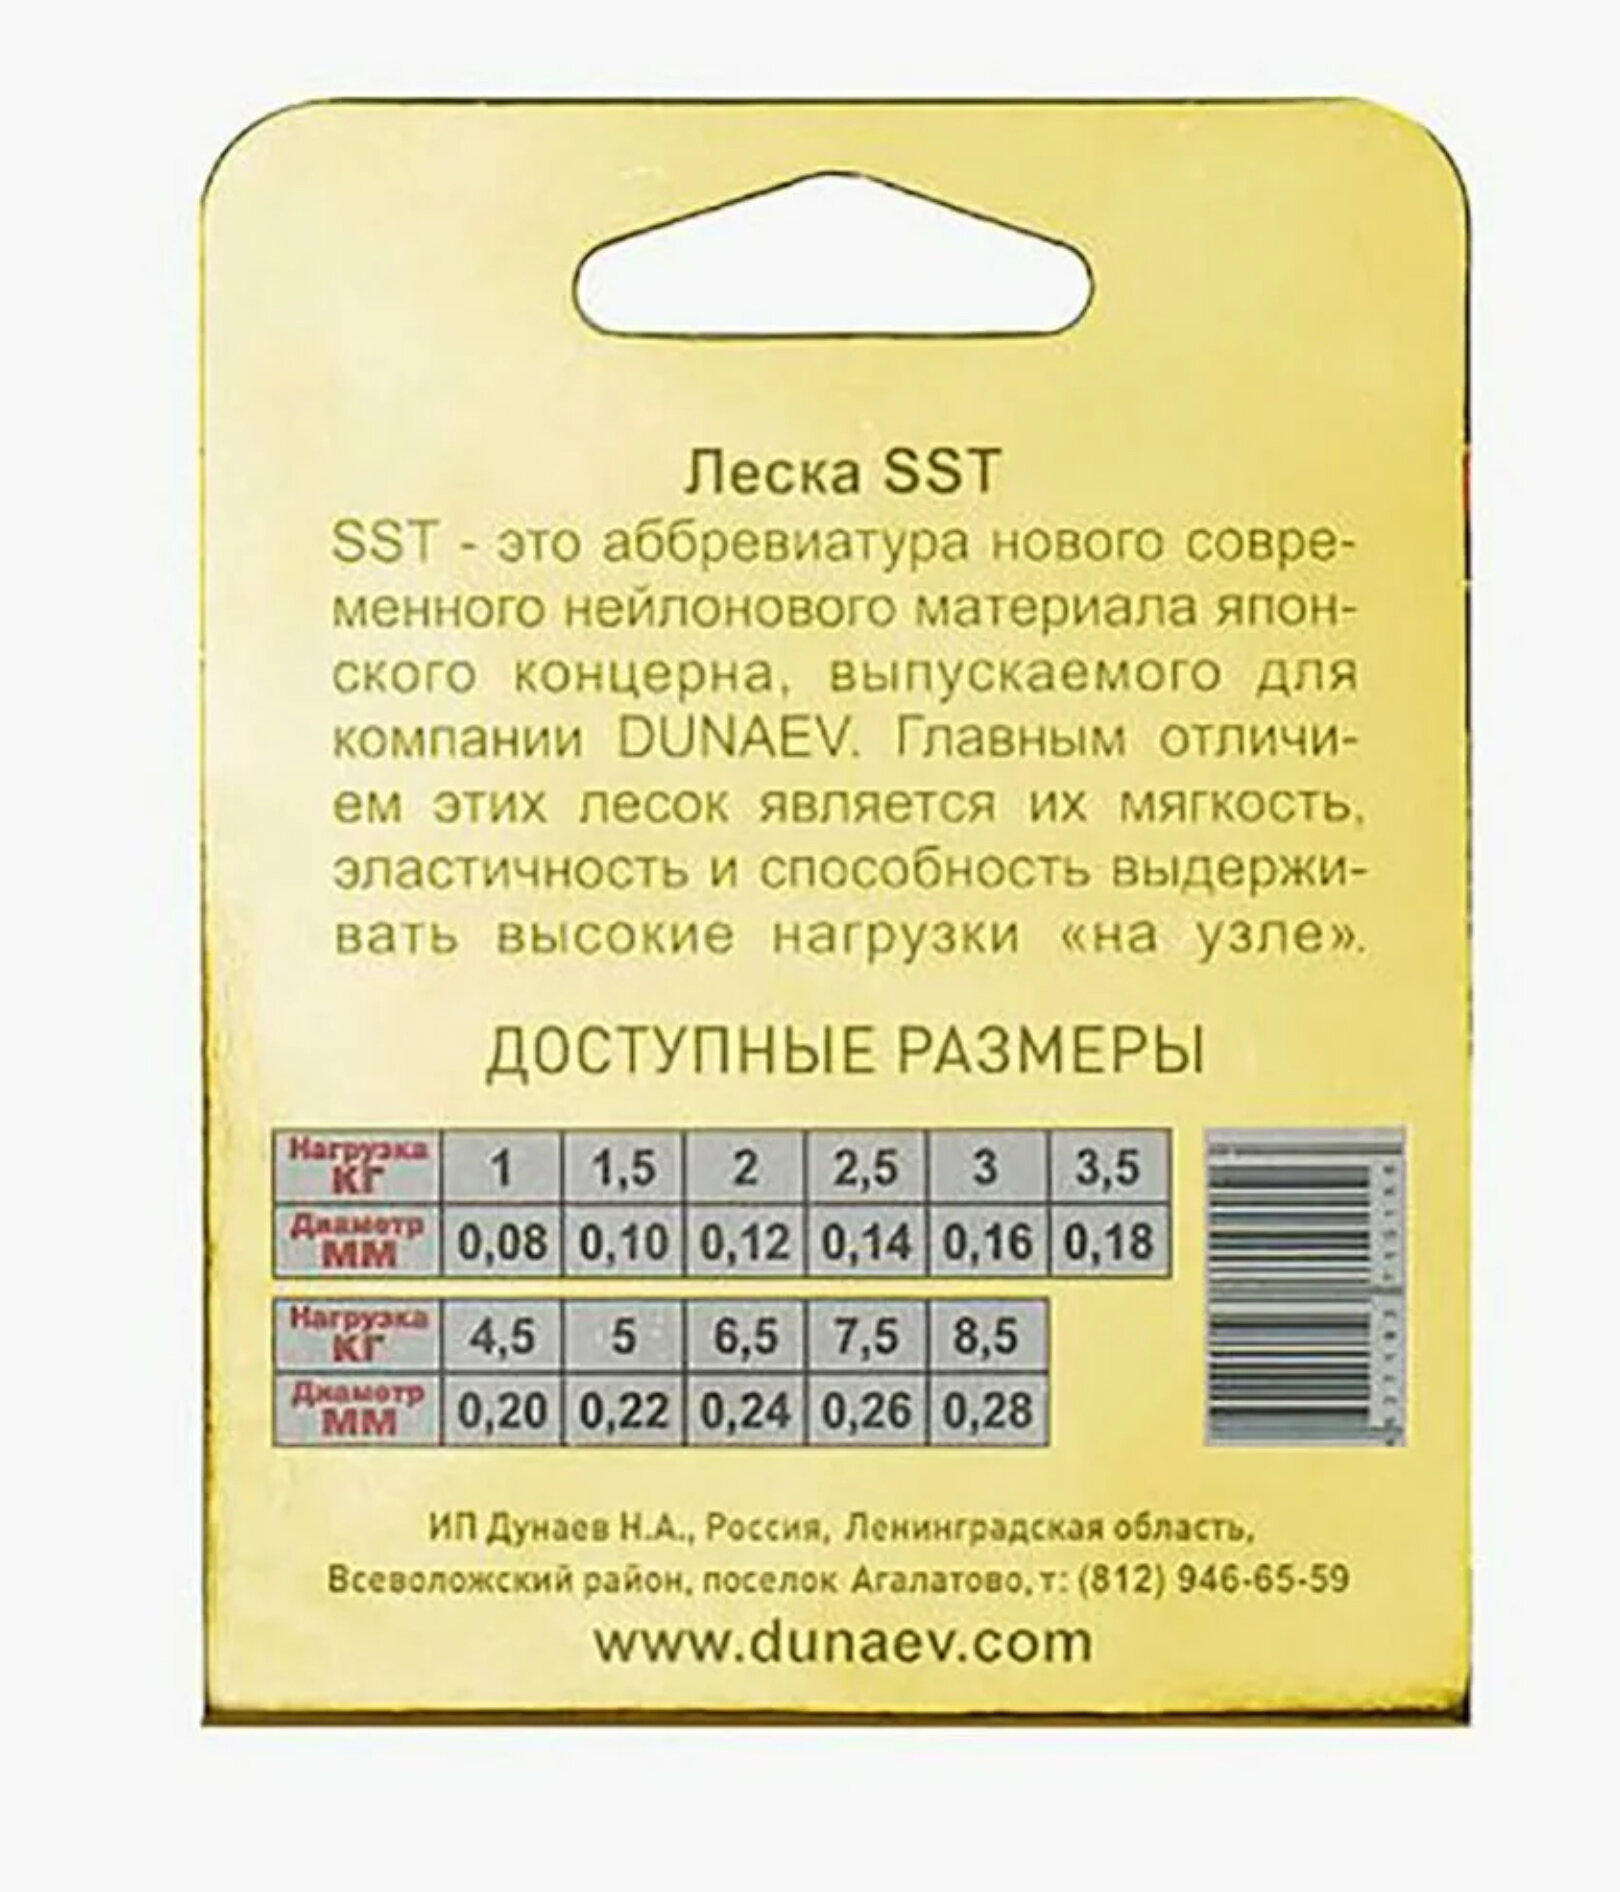 Леска SST
SST - это аббревиатура нового совре-
менного нейлонового материала япон-
ского концерна, выпускаемого для
компании DUNAEV. Главным отличи-
ем этих лесок является их мягкость,
эластичность и способность выдержи-
вать высокие нагрузки «на узле».
ДОСТУПНЫЕ РАЗМЕРЫ
Нагрузка КГ 1 1,5 2 2,5 3 3,5
Диаметр ММ 0,08 0,10 0,12 0,14 0,16 0,18
Нагрузка КГ 4,5 5 6,5 7,5 8,5
Диаметр ММ 0,20 0,22 0,24 0,26 0,28
ИП Дунаев Н.А., Россия, Ленинградская область,
Всеволожский район, поселок Агалатово, т: (812) 946-65-59
www.dunaev.com